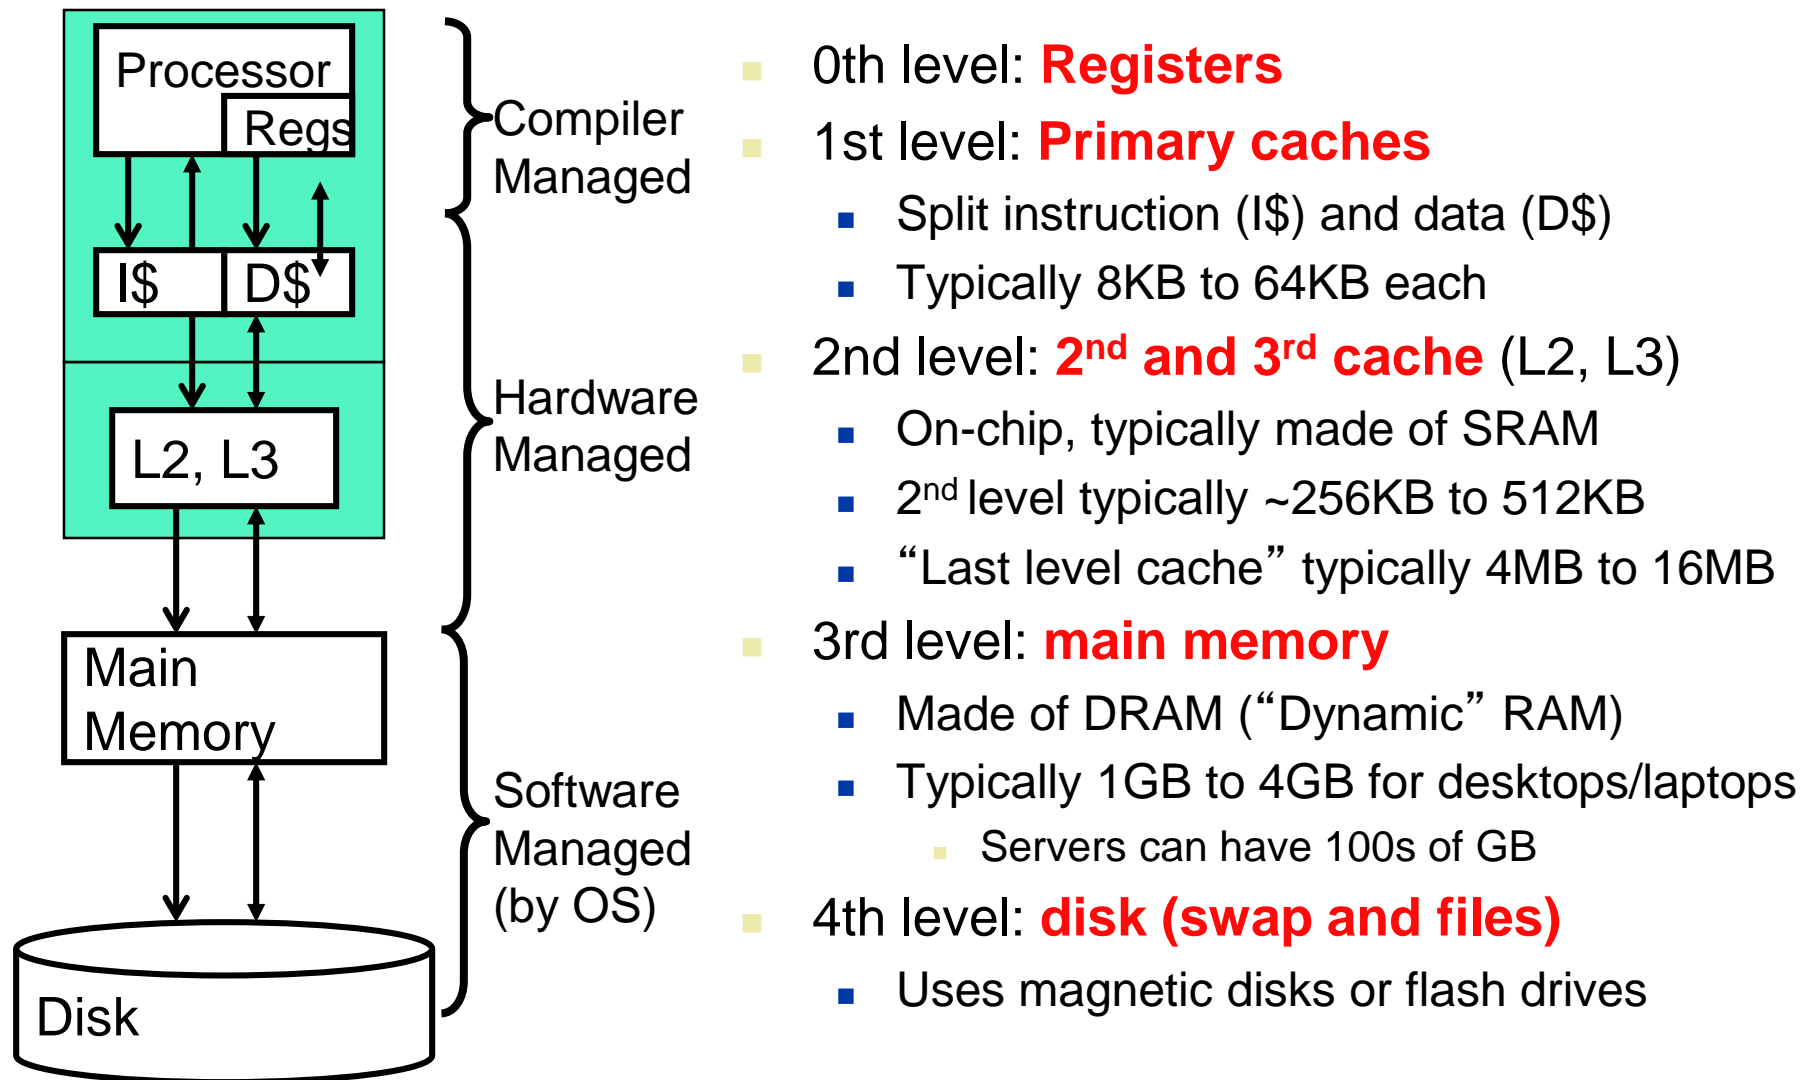 Processor
Regs
I$
D$
L2, L3
Main
Memory
Disk
Compiler
Managed
Hardware
Managed
Software
Managed
(by OS)
0th level: Registers
1st level: Primary caches
Split instruction (I$) and data (D$)
Typically 8KB to 64KB each
2nd level: 2nd and 3rd cache (L2, L3)
On-chip, typically made of SRAM
2nd level typically ~256KB to 512KB
“Last level cache” typically 4MB to 16MB
3rd level: main memory
Made of DRAM (“Dynamic” RAM)
Typically 1GB to 4GB for desktops/laptops
Servers can have 100s of GB
4th level: disk (swap and files)
Uses magnetic disks or flash drives